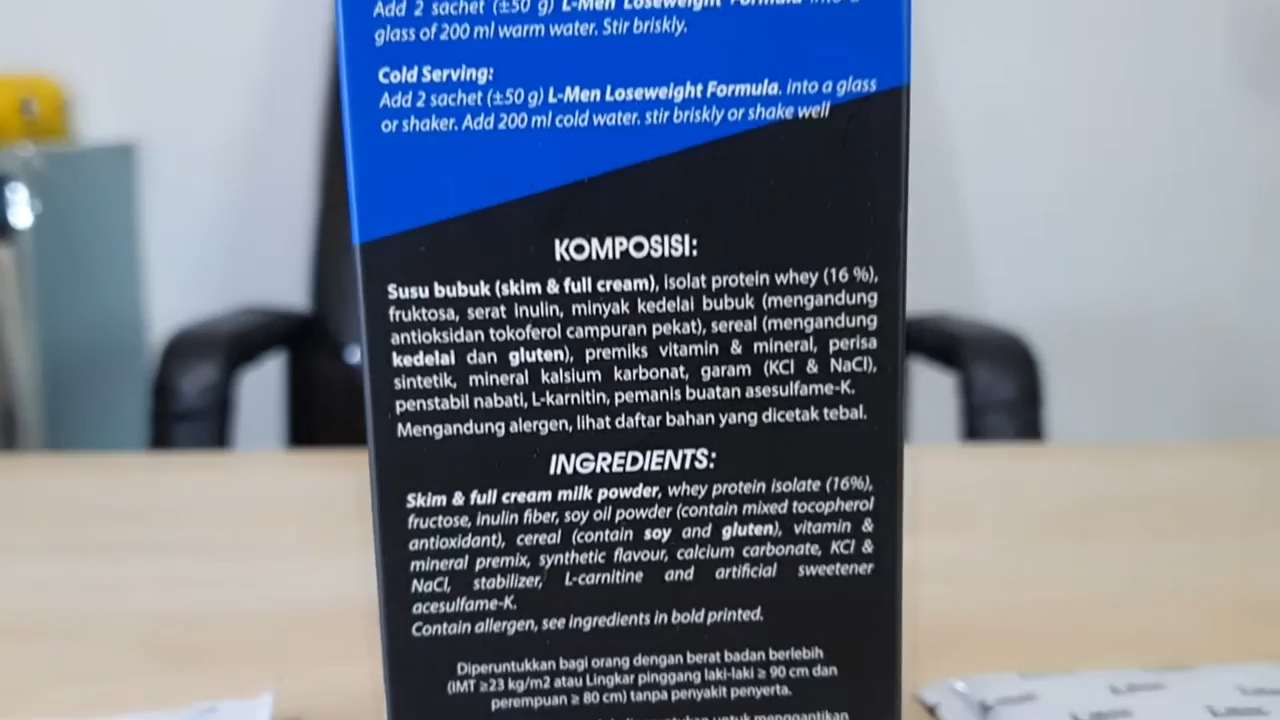 Add 2 sachet (±50 g) L-Men Loseweight Formula into a
glass of 200 ml warm water. Stir briskly.
Cold Serving:
Add 2 sachet (±50 g) L-Men Loseweight Formula. into a glass
or shaker. Add 200 ml cold water. stir briskly or shake well
KOMPOSISI:
Susu bubuk (skim & full cream), isolat protein whey (16 %),
fruktosa, serat inulin, minyak kedelai bubuk (mengandung
antioksidan tokoferol campuran pekat), sereal (mengandung
kedelai dan gluten), premiks vitamin & mineral, perisa
sintetik, mineral kalsium karbonat, garam (KCl & NaCl),
penstabil nabati, L-karnitin, pemanis buatan asesulfame-K.
Mengandung alergen, lihat daftar bahan yang dicetak tebal.
INGREDIENTS:
Skim & full cream milk powder, whey protein isolate (16%),
fructose, inulin fiber, soy oil powder (contain mixed tocopherol
antioxidant), cereal (contain soy and gluten), vitamin &
mineral premix, synthetic flavour, calcium carbonate, KCl &
NaCl, stabilizer, L-carnitine and artificial sweetener
acesulfame-K.
Contain allergen, see ingredients in bold printed.
Diperuntukkan bagi orang dengan berat badan berlebih
(IMT ≥23 kg/m2 atau Lingkar pinggang laki-laki ≥ 90 cm dan
perempuan ≥ 80 cm) tanpa penyakit penyerta.
untuk menggantikan